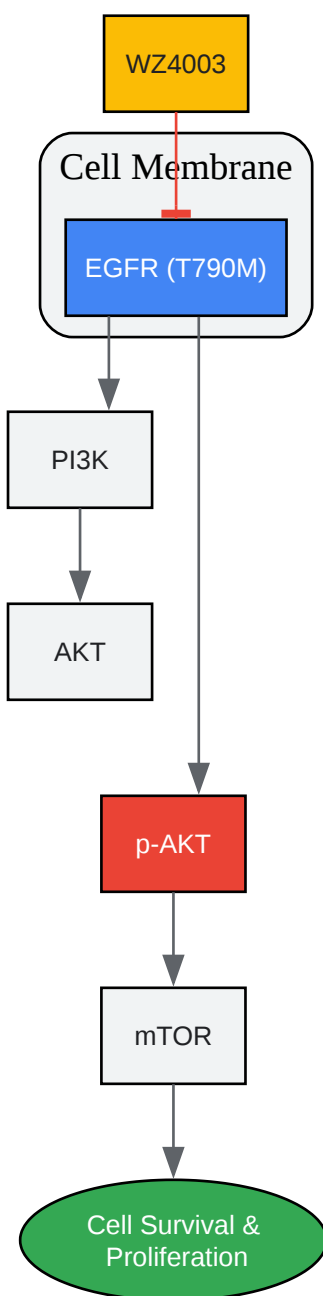 WZ4003
Cell Membrane
EGFR (T790M)
PI3K
AKT
p-AKT
mTOR
Cell Survival &
Proliferation